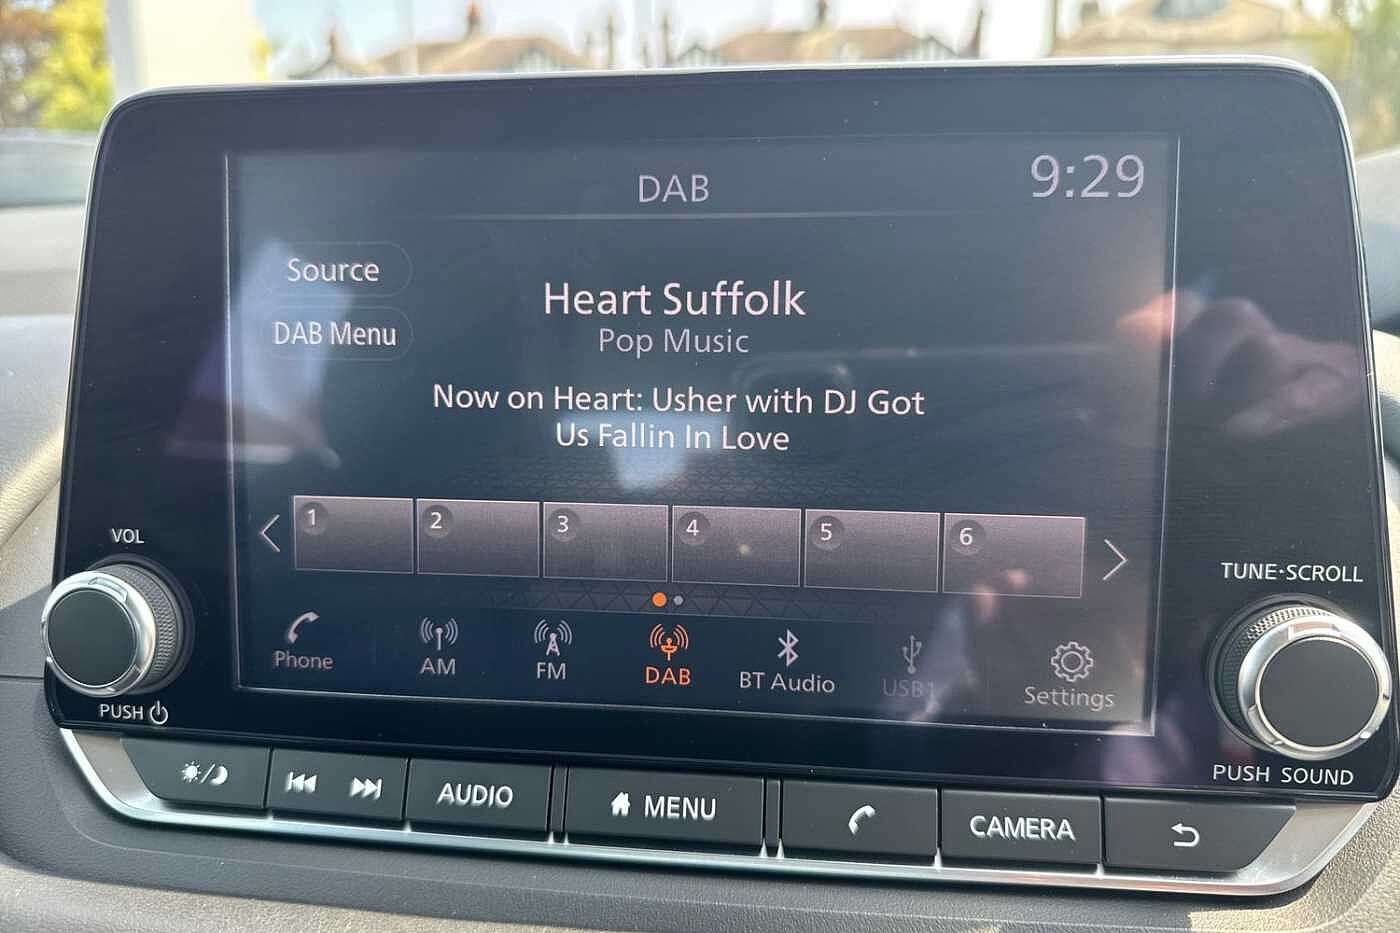 DAB
9:29
Source
Heart Suffolk
DAB Menu
Pop Music
Now on Heart: Usher with DJ Got
Us Fallin In Love
1 2 3 4 5 6
VOL
TUNE·SCROLL
Phone AM FM DAB BT Audio USB1 Settings
PUSH
PUSH SOUND
AUDIO MENU CAMERA